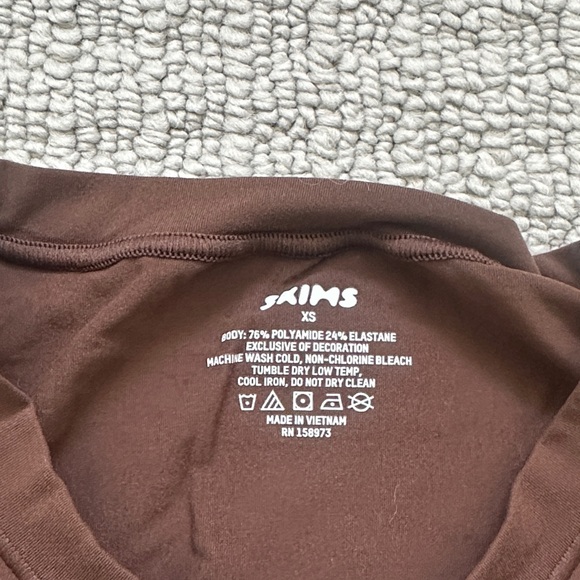 SKIMS
XS
BODY: 76% POLYAMIDE 24% ELASTANE
EXCLUSIVE OF DECORATION
MACHINE WASH COLD, NON-CHLORINE BLEACH
TUMBLE DRY LOW TEMP,
COOL IRON, DO NOT DRY CLEAN
MADE IN VIETNAM
RN 158973